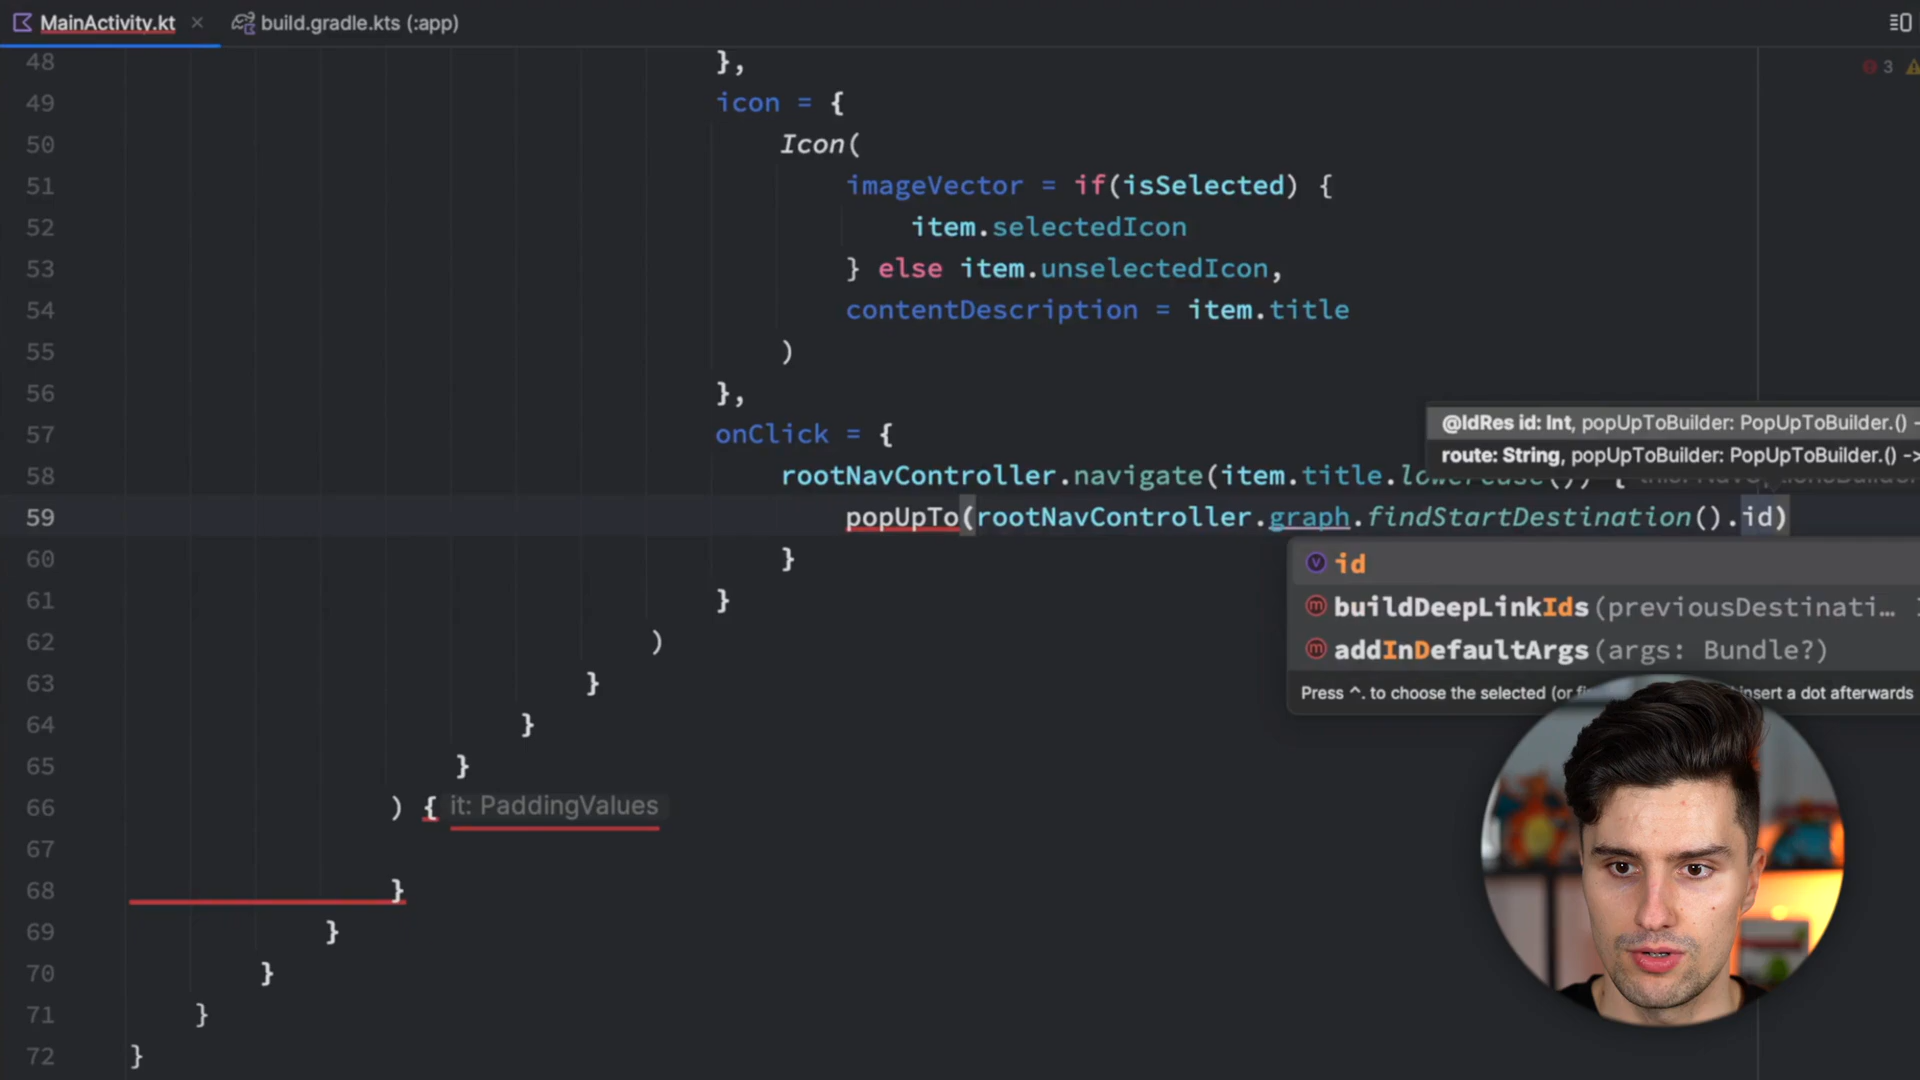 MainActivity.kt × build.gradle.kts (:app)
3
48 },
49 icon = {
50 Icon(
51 imageVector = if(isSelected) {
52 item.selectedIcon
53 } else item.unselectedIcon,
54 contentDescription = item.title
55 )
56 },
57 onClick = {
@IdRes id: Int, popUpToBuilder: PopUpToBuilder.() -
route: String, popUpToBuilder: PopUpToBuilder.() ->
58 rootNavController.navigate(item.title.lowercase()) { this: NavOptionsBuilder
59 popUpTo(rootNavController.graph.findStartDestination().id)
60 }
id
61 }
buildDeepLinkIds(previousDestinati…
62 )
addInDefaultArgs(args: Bundle?)
63 }
Press ^. to choose the selected (or insert a dot afterwards
64 }
65 }
66 ) { it: PaddingValues
67
68 }
69 }
70 }
71 }
72 }